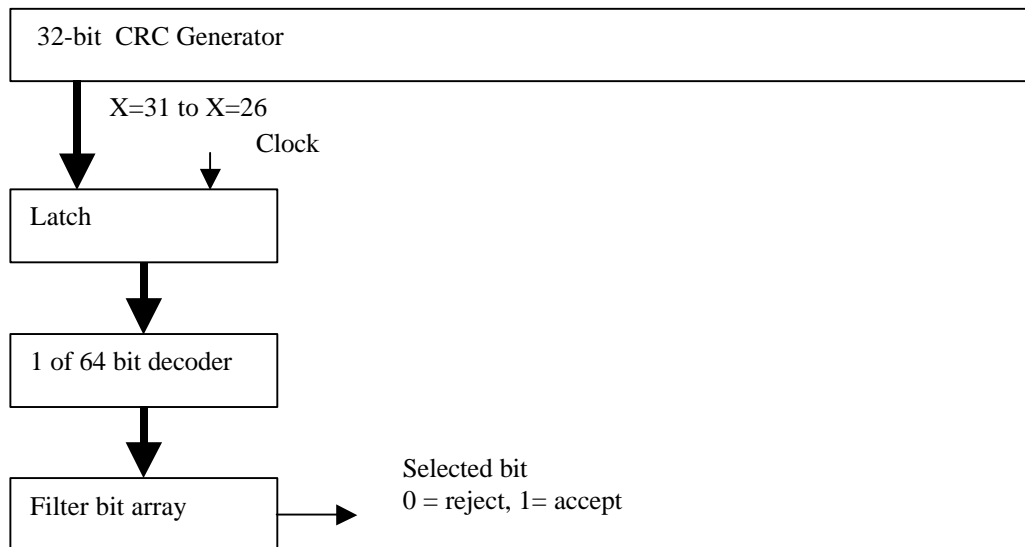 32-bit CRC Generator
X=31 to X=26
Clock
Latch
1 of 64 bit decoder
Filter bit array
Selected bit
0 = reject, 1= accept